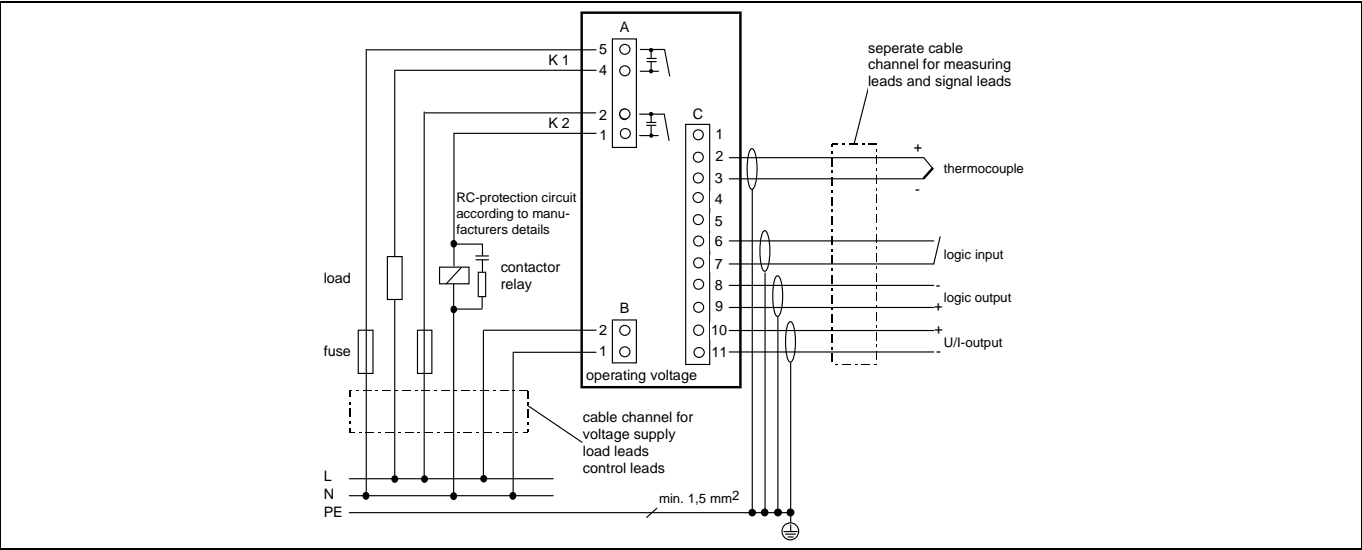 A
5
K 1
4
2
K 2
1
seperate cable
channel for measuring
leads and signal leads
C
1
2
3
4
5
6
7
8
9
10
11
+
thermocouple
-
logic input
-
logic output
+
+
U/I-output
-
RC-protection circuit
according to manu-
facturers details
contactor
relay
load
fuse
B
2
1
operating voltage
cable channel for
voltage supply
load leads
control leads
L
N
PE
min. 1,5 mm2